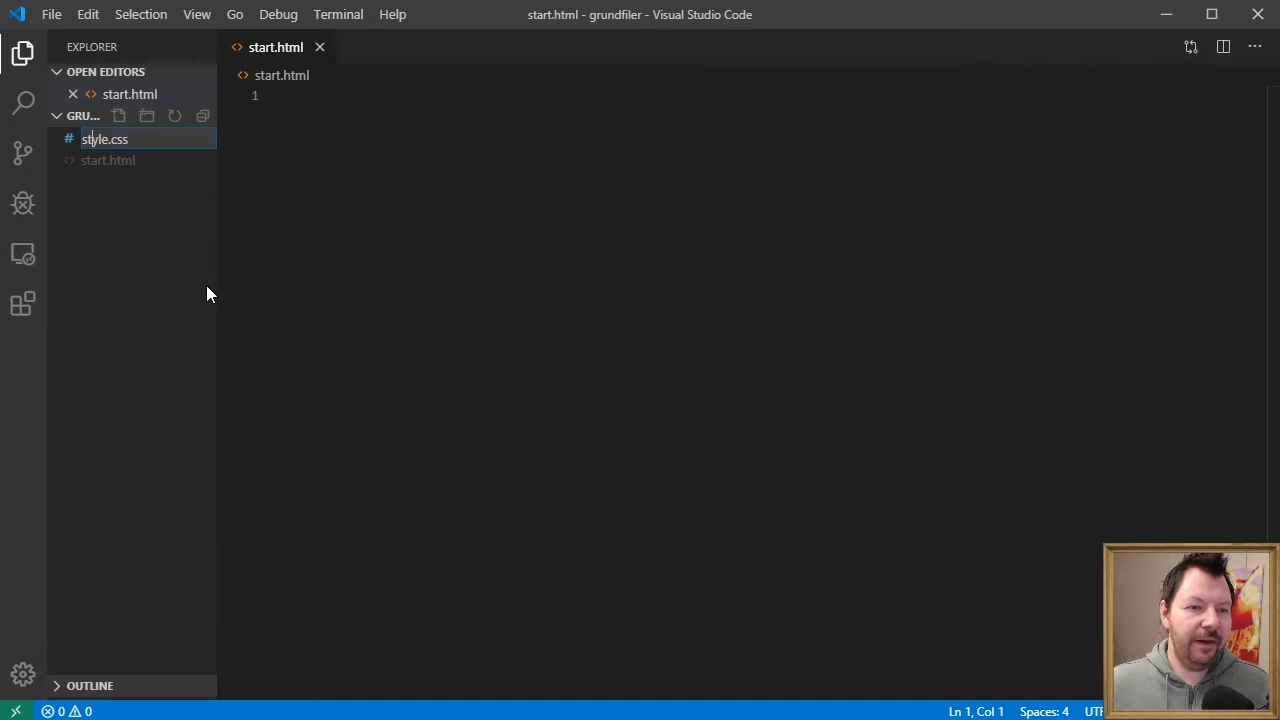 File Edit Selection View Go Debug Terminal Help
start.html - grundfiler - Visual Studio Code
EXPLORER
start.html
OPEN EDITORS
start.html
start.html
1
GRU...
style.css
start.html
OUTLINE
0 0
Ln 1, Col 1 Spaces: 4 UTF